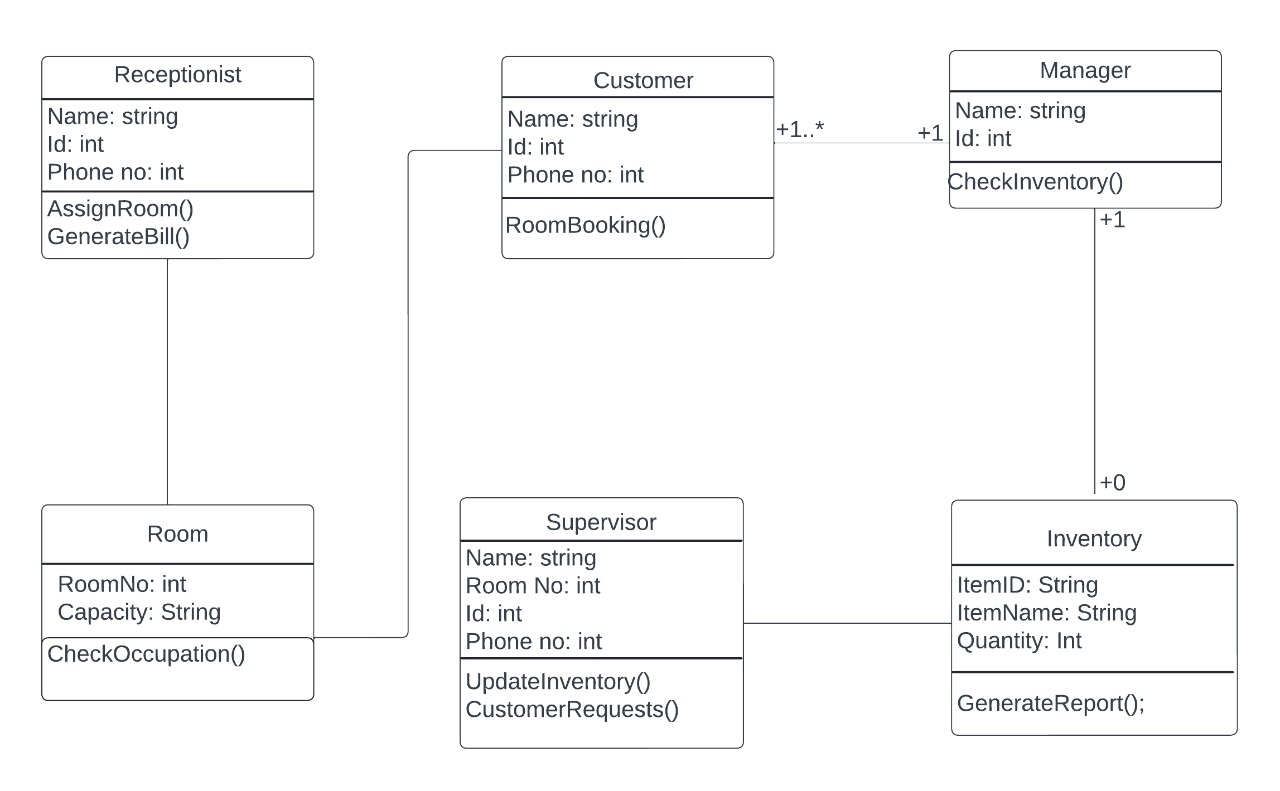 Receptionist
Name: string
Id: int
Phone no: int
AssignRoom()
GenerateBill()
Customer
Name: string
Id: int
Phone no: int
RoomBooking()
+1..*
+1
Manager
Name: string
Id: int
CheckInventory()
+1
+0
Room
RoomNo: int
Capacity: String
CheckOccupation()
Supervisor
Name: string
Room No: int
Id: int
Phone no: int
UpdateInventory()
CustomerRequests()
Inventory
ItemID: String
ItemName: String
Quantity: Int
GenerateReport();